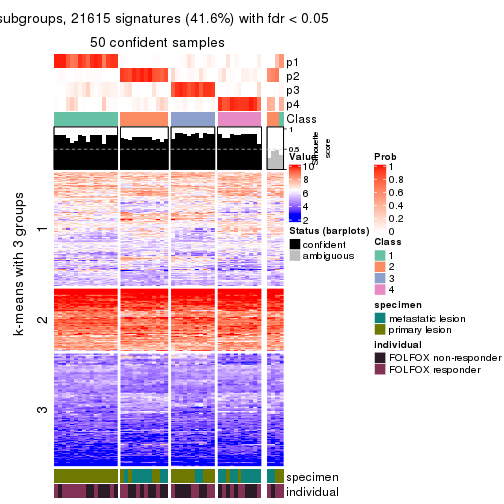 subgroups, 21615 signatures (41.6%) with fdr < 0.05
50 confident samples
p1
p2
p3
p4
Class
1
0.5
0
Silhouette
score
k-means with 3 groups
1
2
3
specimen
individual
Value
10
8
6
4
2
Status (barplots)
confident
ambiguous
Prob
1
0.8
0.6
0.4
0.2
0
Class
1
2
3
4
specimen
metastatic lesion
primary lesion
individual
FOLFOX non-responder
FOLFOX responder